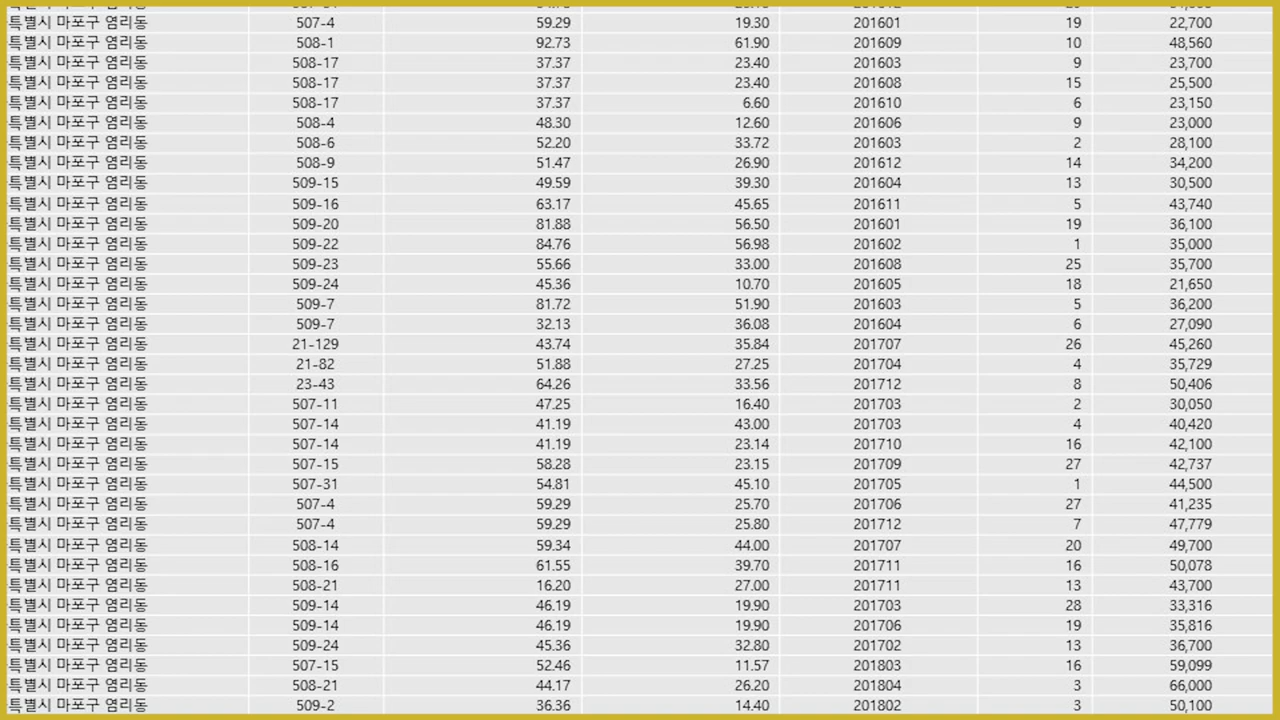 특별시 마포구 염리동 507-4 59.29 19.30 201601 19 22,700
특별시 마포구 염리동 508-1 92.73 61.90 201609 10 48,560
특별시 마포구 염리동 508-17 37.37 23.40 201603 9 23,700
특별시 마포구 염리동 508-17 37.37 23.40 201608 15 25,500
특별시 마포구 염리동 508-17 37.37 6.60 201610 6 23,150
특별시 마포구 염리동 508-4 48.30 12.60 201606 9 23,000
특별시 마포구 염리동 508-6 52.20 33.72 201603 2 28,100
특별시 마포구 염리동 508-9 51.47 26.90 201612 14 34,200
특별시 마포구 염리동 509-15 49.59 39.30 201604 13 30,500
특별시 마포구 염리동 509-16 63.17 45.65 201611 5 43,740
특별시 마포구 염리동 509-20 81.88 56.50 201601 19 36,100
특별시 마포구 염리동 509-22 84.76 56.98 201602 1 35,000
특별시 마포구 염리동 509-23 55.66 33.00 201608 25 35,700
특별시 마포구 염리동 509-24 45.36 10.70 201605 18 21,650
특별시 마포구 염리동 509-7 81.72 51.90 201603 5 36,200
특별시 마포구 염리동 509-7 32.13 36.08 201604 6 27,090
특별시 마포구 염리동 21-129 43.74 35.84 201707 26 45,260
특별시 마포구 염리동 21-82 51.88 27.25 201704 4 35,729
특별시 마포구 염리동 23-43 64.26 33.56 201712 8 50,406
특별시 마포구 염리동 507-11 47.25 16.40 201703 2 30,050
특별시 마포구 염리동 507-14 41.19 43.00 201703 4 40,420
특별시 마포구 염리동 507-14 41.19 23.14 201710 16 42,100
특별시 마포구 염리동 507-15 58.28 23.15 201709 27 42,737
특별시 마포구 염리동 507-31 54.81 45.10 201705 1 44,500
특별시 마포구 염리동 507-4 59.29 25.70 201706 27 41,235
특별시 마포구 염리동 507-4 59.29 25.80 201712 7 47,779
특별시 마포구 염리동 508-14 59.34 44.00 201707 20 49,700
특별시 마포구 염리동 508-16 61.55 39.70 201711 16 50,078
특별시 마포구 염리동 508-21 16.20 27.00 201711 13 43,700
특별시 마포구 염리동 509-14 46.19 19.90 201703 28 33,316
특별시 마포구 염리동 509-14 46.19 19.90 201706 19 35,816
특별시 마포구 염리동 509-24 45.36 32.80 201702 13 36,700
특별시 마포구 염리동 507-15 52.46 11.57 201803 16 59,099
특별시 마포구 염리동 508-21 44.17 26.20 201804 3 66,000
특별시 마포구 염리동 509-2 36.36 14.40 201802 3 50,100